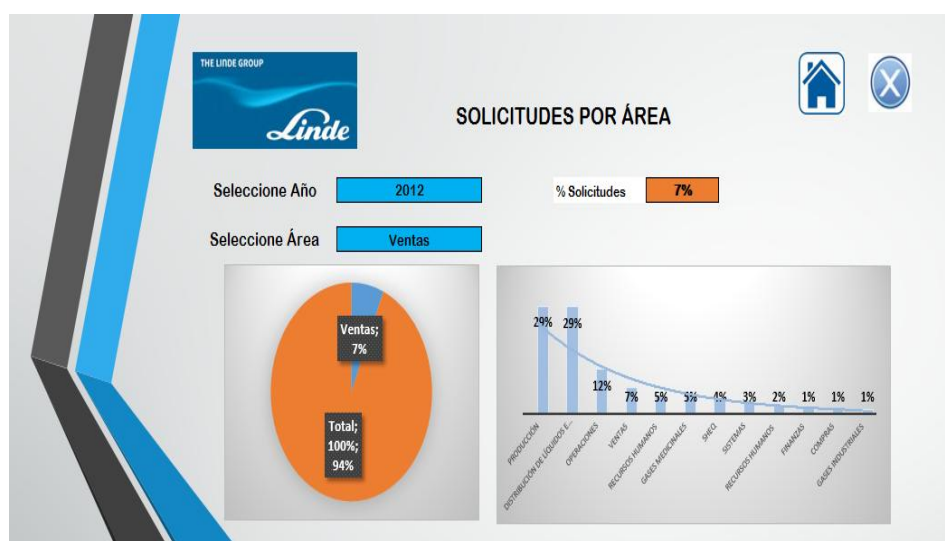 THE LINDE GROUP
Linde
SOLICITUDES POR ÁREA
X
Seleccione Año
2012
% Solicitudes
7%
Seleccione Área
Ventas
Ventas;
7%
Total;
100%;
94%
29%
29%
12%
7%
5%
5%
4%
3%
2%
1%
1%
1%
PRODUCCIÓN
DISTRIBUCIÓN DE LÍQUIDOS E...
OPERACIONES
VENTAS
RECURSOS HUMANOS
GASES MEDICINALES
SHEQ
SISTEMAS
RECURSOS HUMANOS
FINANZAS
COMPRAS
GASES INDUSTRIALES